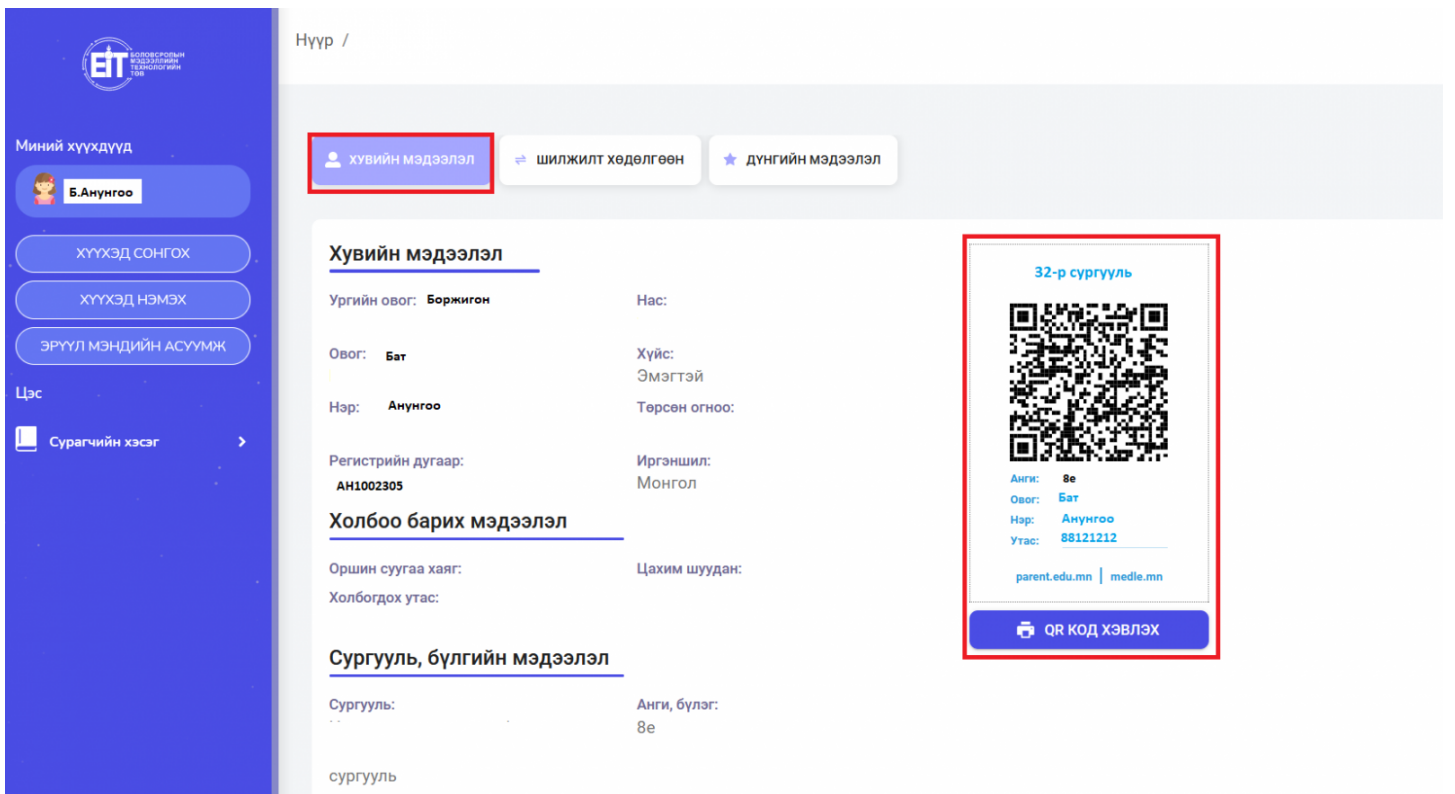 EIT
БОЛОВСРОЛЫН
МЭДЭЭЛЛИЙН
ТЕХНОЛОГИЙН
ТӨВ
Нүүр /
Миний хүүхдүүд
Б.Анунгоо
ХҮҮХЭД СОНГОХ
ХҮҮХЭД НЭМЭХ
ЭРҮҮЛ МЭНДИЙН АСУУМЖ
Цэс
Сурагчийн хэсэг
ХУВИЙН МЭДЭЭЛЭЛ
ШИЛЖИЛТ ХӨДӨЛГӨӨН
ДҮНГИЙН МЭДЭЭЛЭЛ
Хувийн мэдээлэл
Ургийн овог: Боржигон
Нас:
Овог: Бат
Хүйс:
Эмэгтэй
Нэр: Анунгоо
Төрсөн огноо:
Регистрийн дугаар:
АН1002305
Иргэншил:
Монгол
Холбоо барих мэдээлэл
Оршин суугаа хаяг:
Цахим шуудан:
Холбогдох утас:
Сургууль, бүлгийн мэдээлэл
Сургууль:
Анги, бүлэг:
8е
сургууль
32-р сургууль
Анги: 8е
Овог: Бат
Нэр: Анунгоо
Утас: 88121212
parent.edu.mn | medle.mn
QR КОД ХЭВЛЭХ